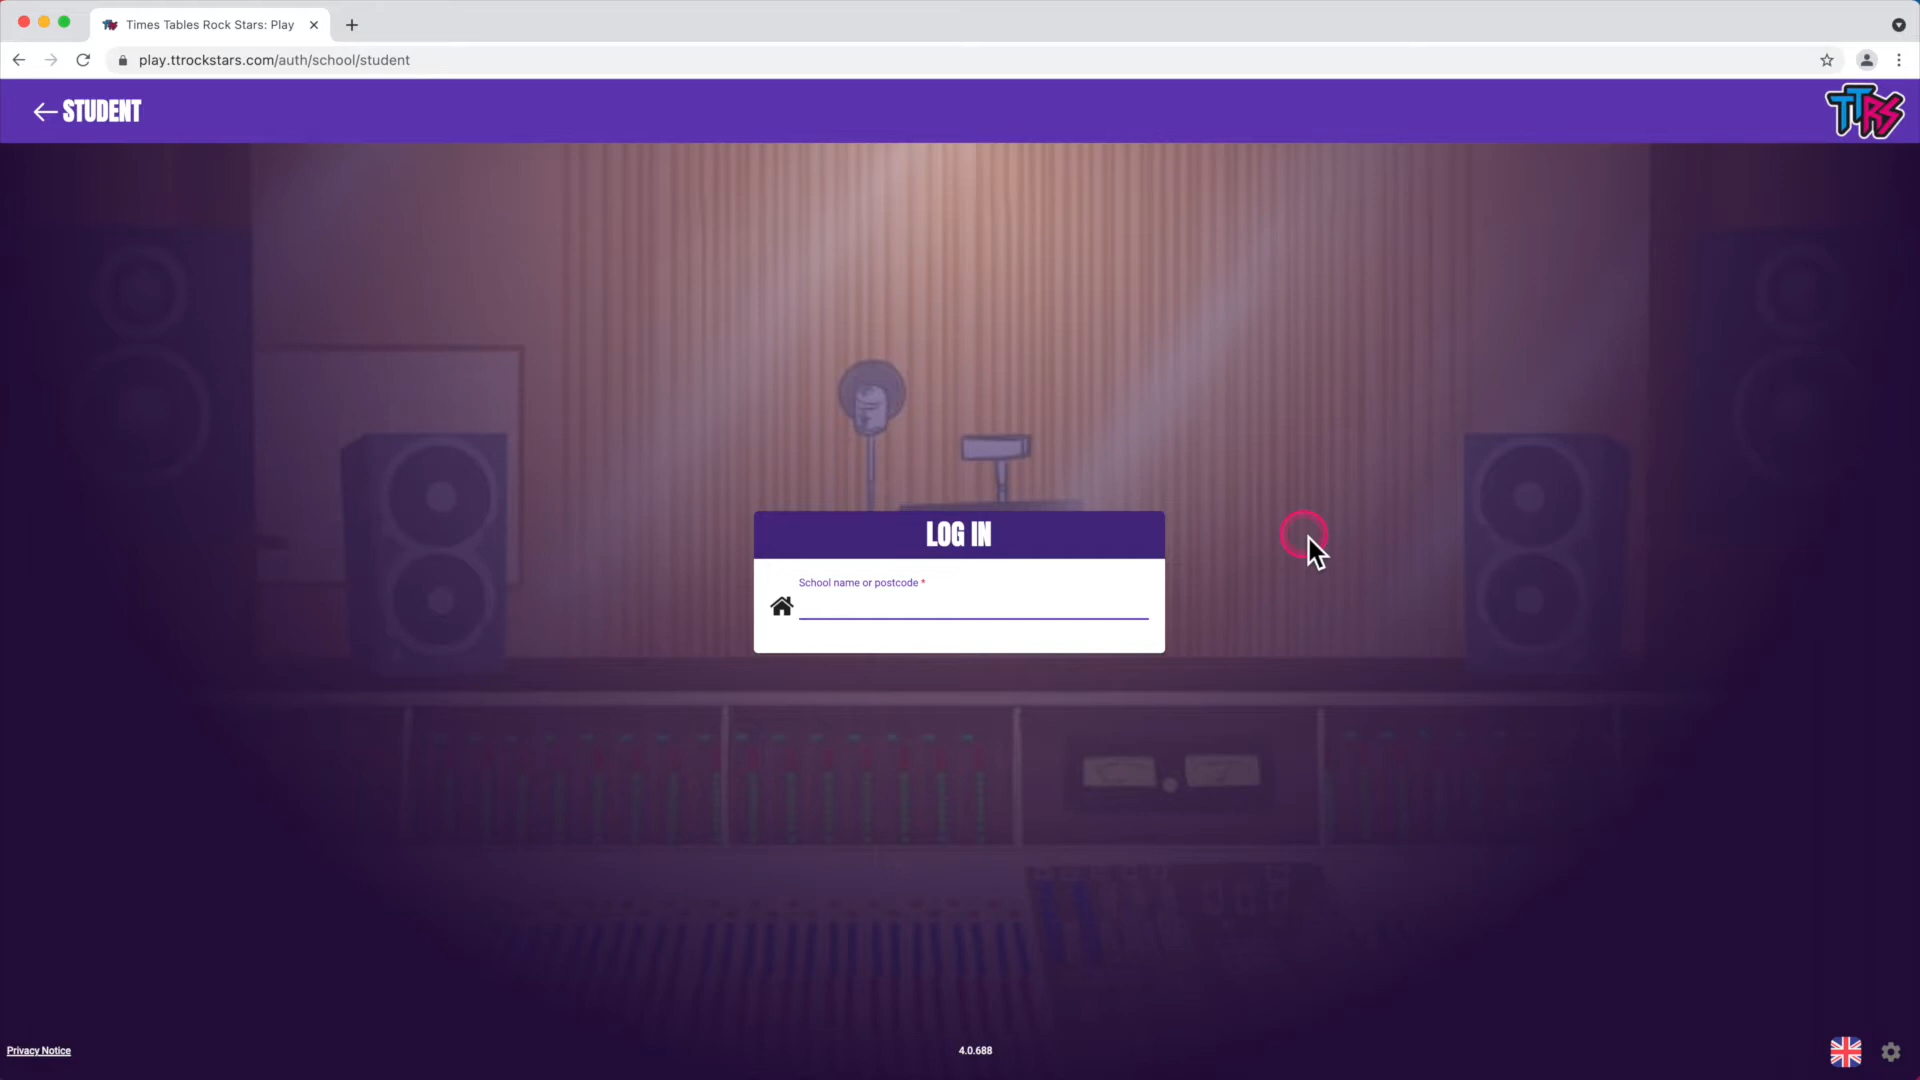 Times Tables Rock Stars: Play
play.ttrockstars.com/auth/school/student
STUDENT
TTRS
LOG IN
School name or postcode *
Privacy Notice
4.0.688